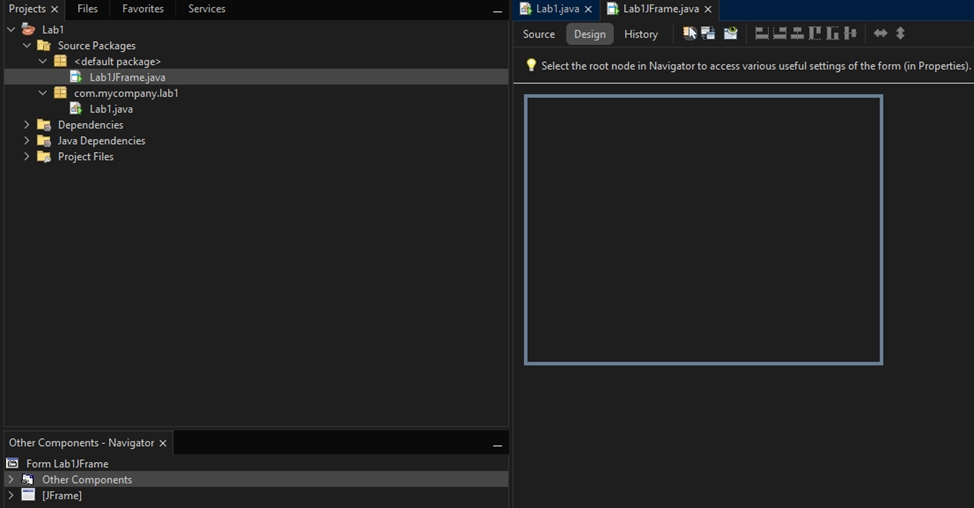 Projects Files Favorites Services
Lab1
Source Packages
<default package>
Lab1JFrame.java
com.mycompany.lab1
Lab1.java
Dependencies
Java Dependencies
Project Files
Other Components - Navigator
Form Lab1JFrame
Other Components
[JFrame]
Lab1.java Lab1JFrame.java
Source Design History
Select the root node in Navigator to access various useful settings of the form (in Properties).